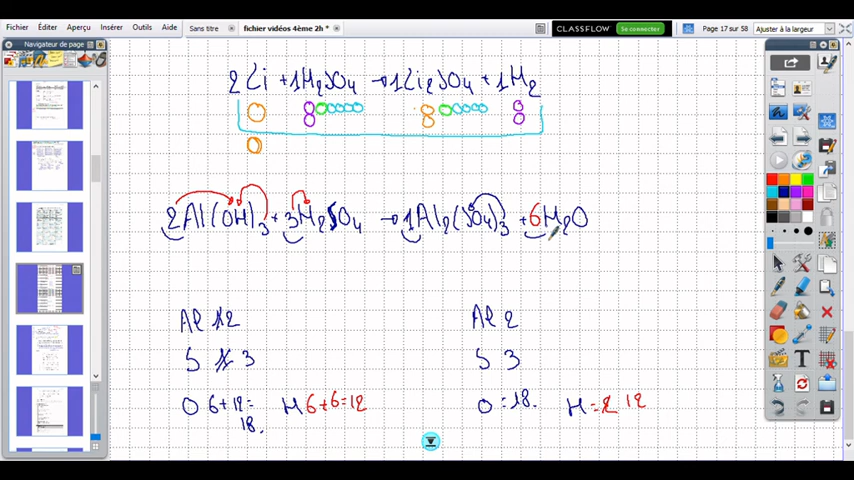 Fichier Édition Affichage Insérer Outils Aide
Sans titre
fichier vidéos 4ème 2h *
CLASSFLOW
Se connecter
Page 17 sur 58
Ajuster à la largeur
Navigateur de page
2Li + 1H₂SO₄ → 1Li₂SO₄ + 1H₂
2Al(OH)₃ + 3H₂SO₄ → 1Al₂(SO₄)₃ + 6H₂O
Al 1 2
Al 2
S 1 3
S 3
O 6+12=
18.
H 6+6=12
O =18.
H =2 12
T